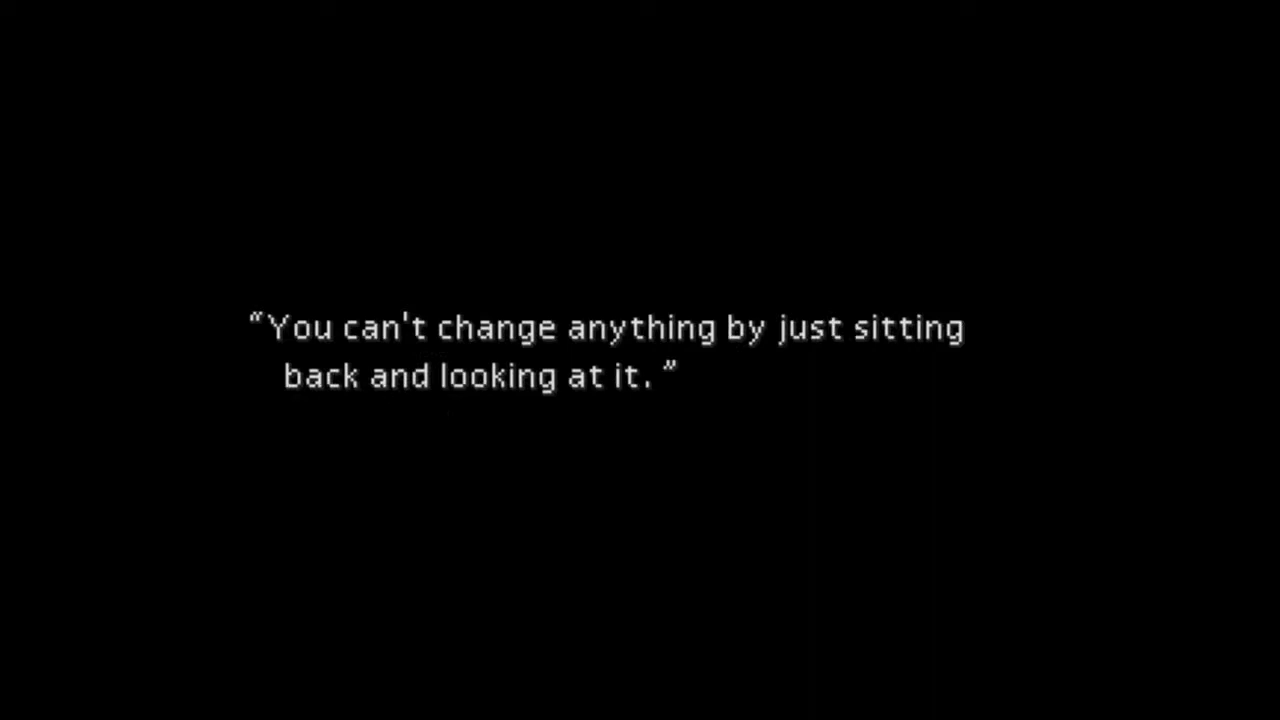 “You can't change anything by just sitting
back and looking at it. ”